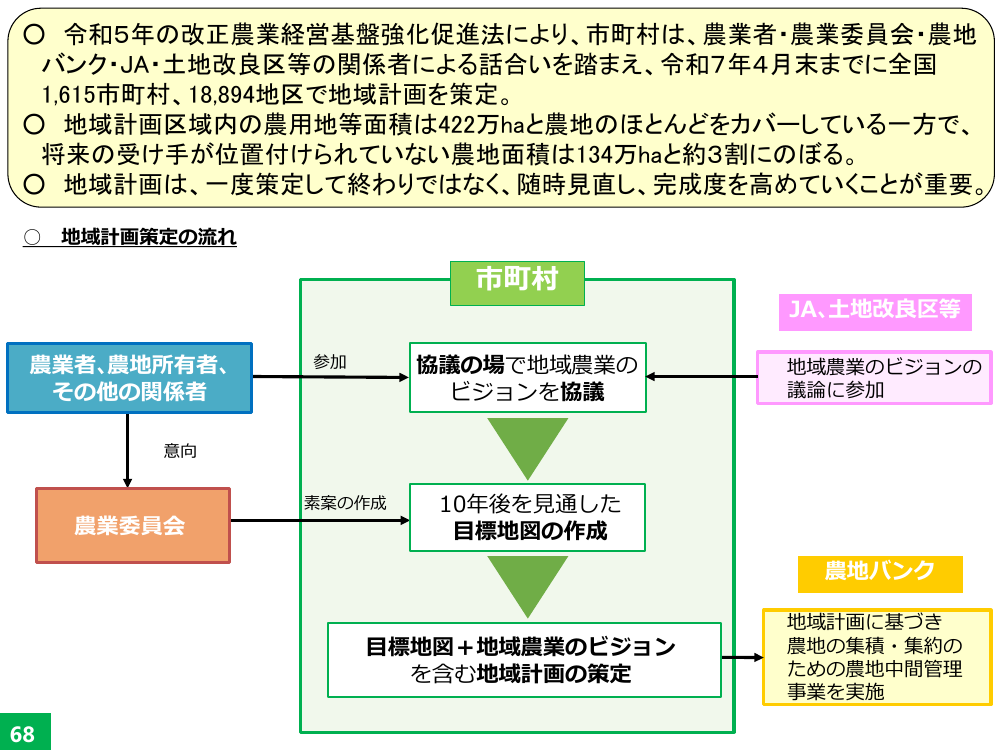 ○　令和５年の改正農業経営基盤強化促進法により、市町村は、農業者・農業委員会・農地
バンク・JA・土地改良区等の関係者による話合いを踏まえ、令和７年４月末までに全国
1,615市町村、18,894地区で地域計画を策定。
○　地域計画区域内の農用地等面積は422万haと農地のほとんどをカバーしている一方で、
将来の受け手が位置付けられていない農地面積は134万haと約３割にのぼる。
○　地域計画は、一度策定して終わりではなく、随時見直し、完成度を高めていくことが重要。
○　地域計画策定の流れ
市町村
JA、土地改良区等
農業者、農地所有者、
その他の関係者
参加
協議の場で地域農業の
ビジョンを協議
地域農業のビジョンの
議論に参加
意向
農業委員会
素案の作成
10年後を見通した
目標地図の作成
農地バンク
目標地図＋地域農業のビジョン
を含む地域計画の策定
地域計画に基づき
農地の集積・集約の
ための農地中間管理
事業を実施
68